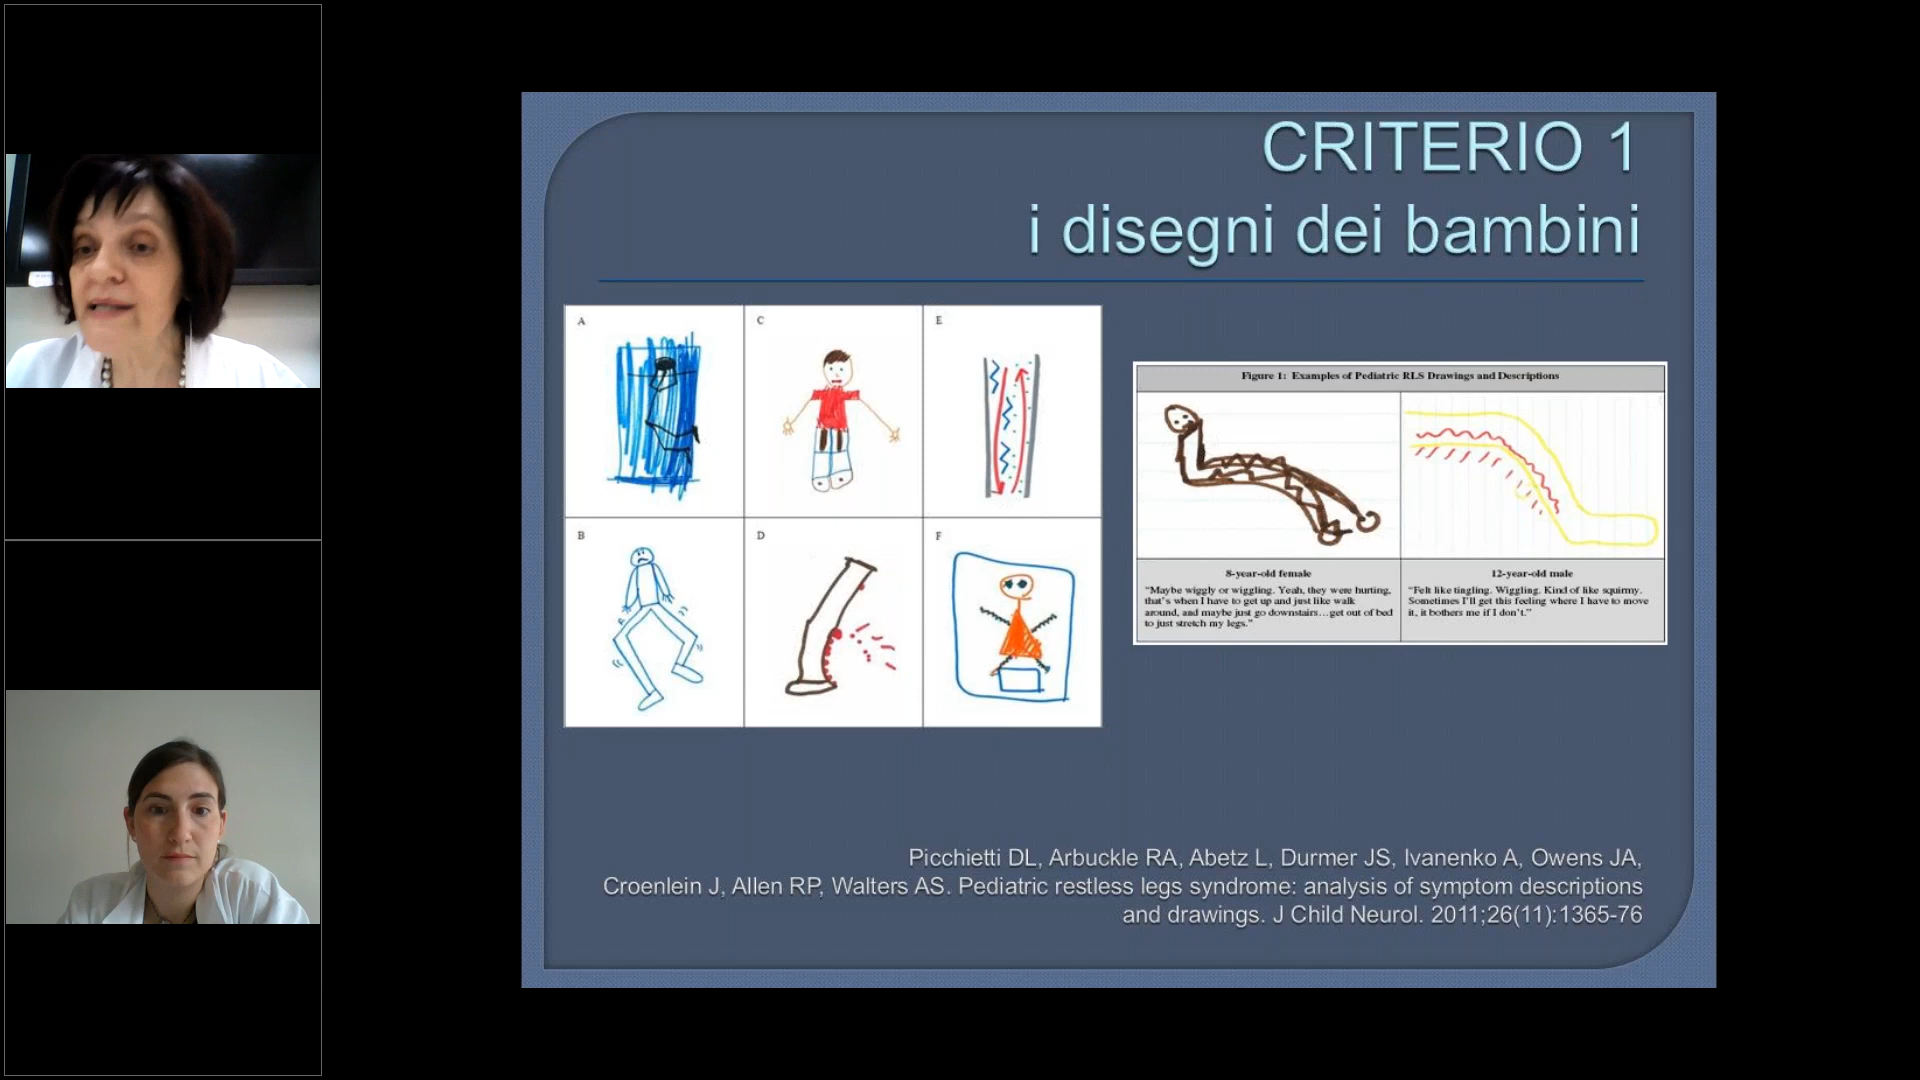 CRITERIO 1
i disegni dei bambini
A
C
E
B
D
F
Figure 1: Examples of Pediatric RLS Drawings and Descriptions
8-year-old female
"Maybe wiggly or wiggling. Yeah, they were hurting,
that's when I have to get up and just like walk
around, and maybe just go downstairs…get out of bed
to just stretch my legs."
12-year-old male
"Felt like tingling. Wiggling. Kind of like squirmy.
Sometimes I'll get this feeling where I have to move
it, it bothers me if I don't."
Picchietti DL, Arbuckle RA, Abetz L, Durmer JS, Ivanenko A, Owens JA,
Croenlein J, Allen RP, Walters AS. Pediatric restless legs syndrome: analysis of symptom descriptions
and drawings. J Child Neurol. 2011;26(11):1365-76